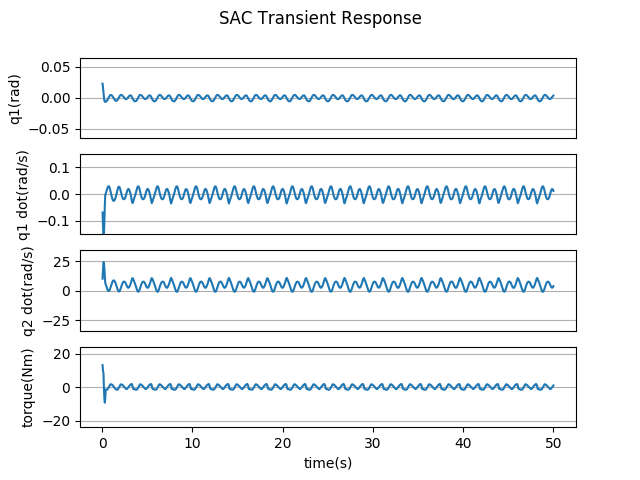 SAC Transient Response
q1(rad)
0.05
0.00
−0.05
q1 dot(rad/s)
0.1
0.0
−0.1
q2 dot(rad/s)
25
0
−25
torque(Nm)
20
0
−20
0 10 20 30 40 50
time(s)